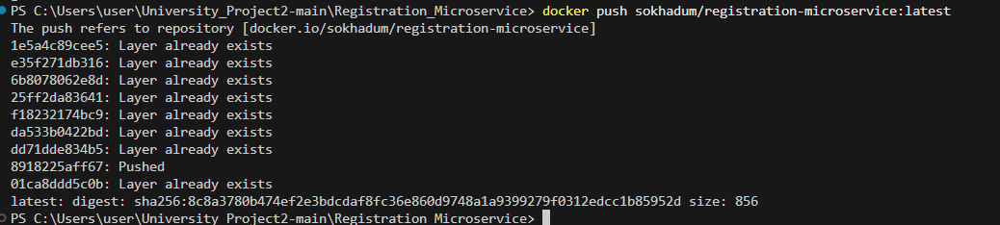 PS C:\Users\user\University_Project2-main\Registration_Microservice> docker push sokhadum/registration-microservice:latest
The push refers to repository [docker.io/sokhadum/registration-microservice]
1e5a4c89cee5: Layer already exists
e35f271db316: Layer already exists
6b8078062e8d: Layer already exists
25ff2da83641: Layer already exists
f18232174bc9: Layer already exists
da533b0422bd: Layer already exists
dd71dde834b5: Layer already exists
8918225aff67: Pushed
01ca8ddd5c0b: Layer already exists
latest: digest: sha256:8c8a3780b474ef2e3bdcdaf8fc36e860d9748a1a9399279f0312edcc1b85952d size: 856
PS C:\Users\user\University_Project2-main\Registration_Microservice>